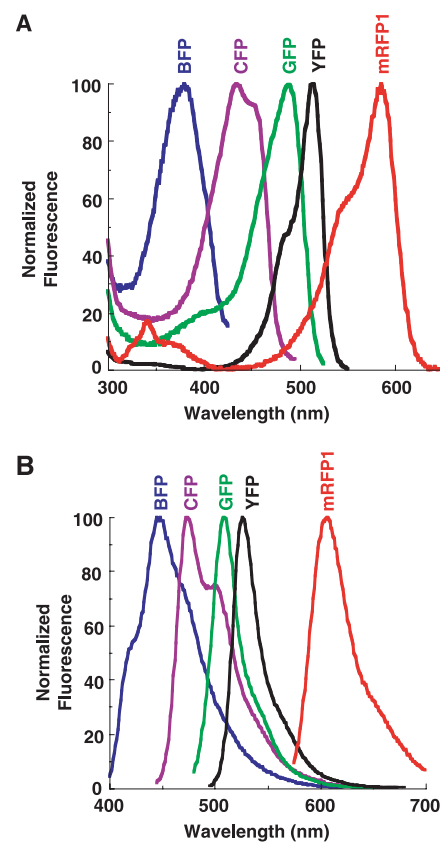 A
BFP CFP GFP YFP mRFP1
100
80
60
40
20
0
Normalized
Fluorescence
300 400 500 600
Wavelength (nm)
B
BFP CFP GFP YFP mRFP1
100
80
60
40
20
0
Normalized
Fluorescence
400 500 600 700
Wavelength (nm)